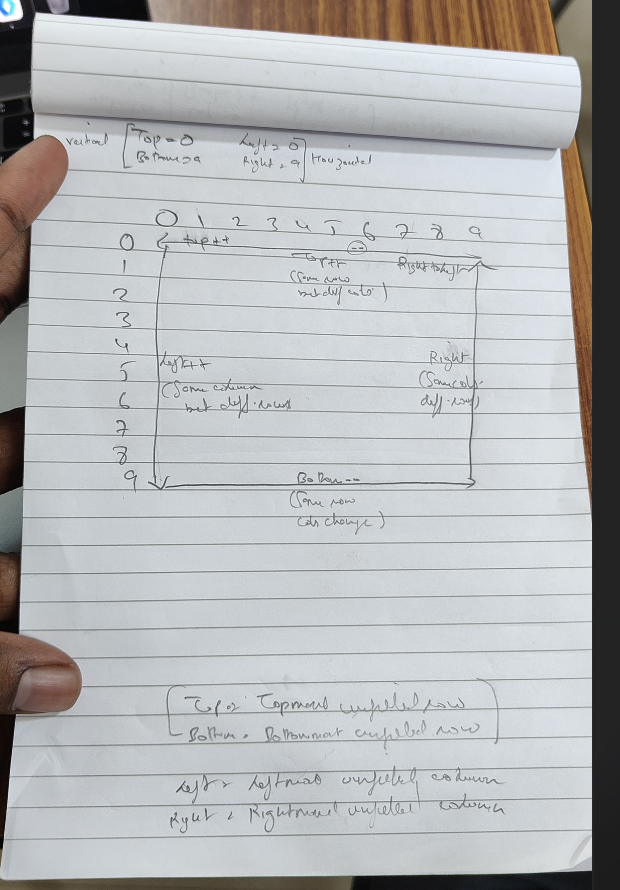 vertical [Top = 0 Left = 0] Horizontal
Bottom = 9 Right = 9
0 1 2 3 4 5 6 7 8 9
0 top++
Top++
1 (Same row Right
2 but diff cols)
3
4
5 Left++ Right
6 (Same column (Same col
but diff. rows diff. rows)
7
8
9 Bottom --
(Same row
cols change)
Top = Topmost unfilled row
Bottom = Bottommost unfilled row
Left = Leftmost unfilled column
Right = Rightmost unfilled column